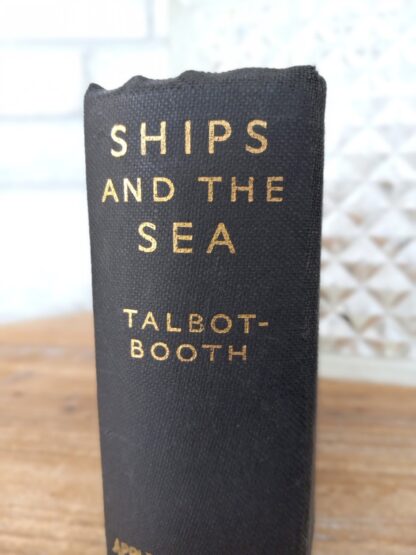 SHIPS
AND THE
SEA
TALBOT-
BOOTH